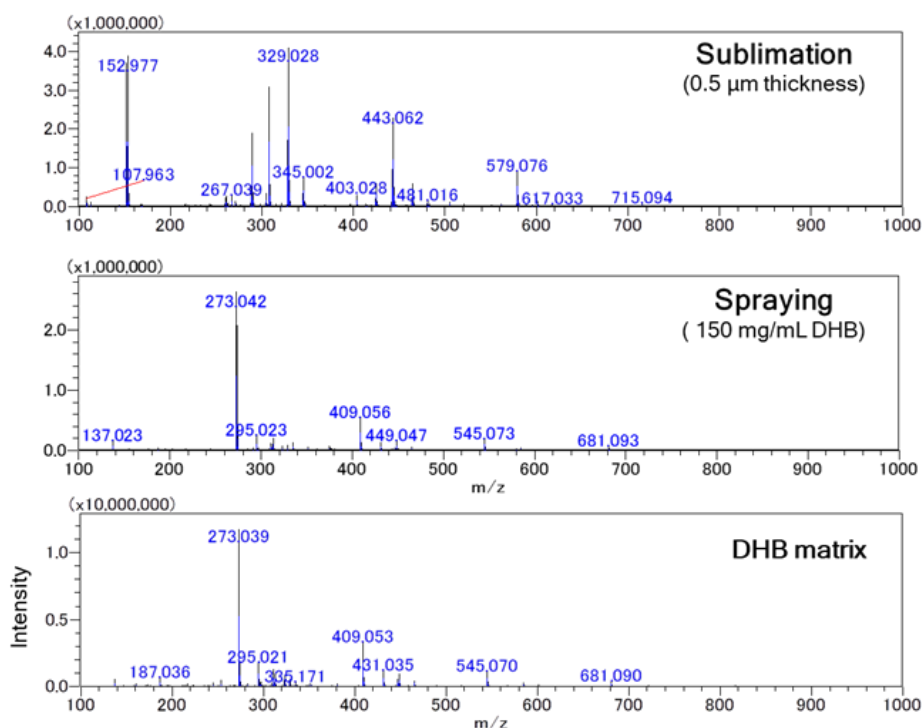 (x1,000,000)
4.0
3.0
2.0
1.0
0.0
152.977
107.963
267.039
329.028
345.002
403.028
443.062
481.016
579.076
617.033
715.094
Sublimation
(0.5 µm thickness)
100 200 300 400 500 600 700 800 900 1000
(x1,000,000)
2.0
1.0
0.0
137.023
273.042
295.023
409.056
449.047
545.073
681.093
Spraying
( 150 mg/mL DHB)
100 200 300 400 500 600 700 800 900 1000
m/z
(x10,000,000)
Intensity
1.0
0.5
0.0
187.036
273.039
295.021
335.171
409.053
431.035
545.070
681.090
DHB matrix
100 200 300 400 500 600 700 800 900 1000
m/z